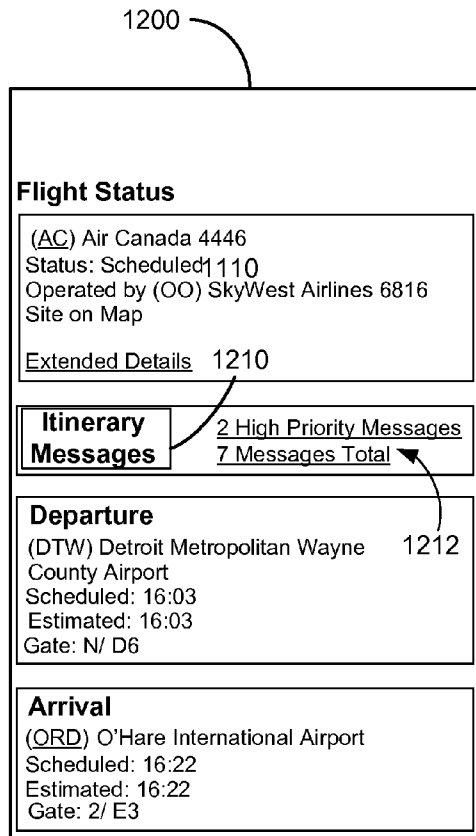 1200
Flight Status
(AC) Air Canada 4446
Status: Scheduled 1110
Operated by (OO) SkyWest Airlines 6816
Site on Map
Extended Details 1210
Itinerary
Messages
2 High Priority Messages
7 Messages Total
Departure
(DTW) Detroit Metropolitan Wayne 1212
County Airport
Scheduled: 16:03
Estimated: 16:03
Gate: N/ D6
Arrival
(ORD) O'Hare International Airport
Scheduled: 16:22
Estimated: 16:22
Gate: 2/ E3